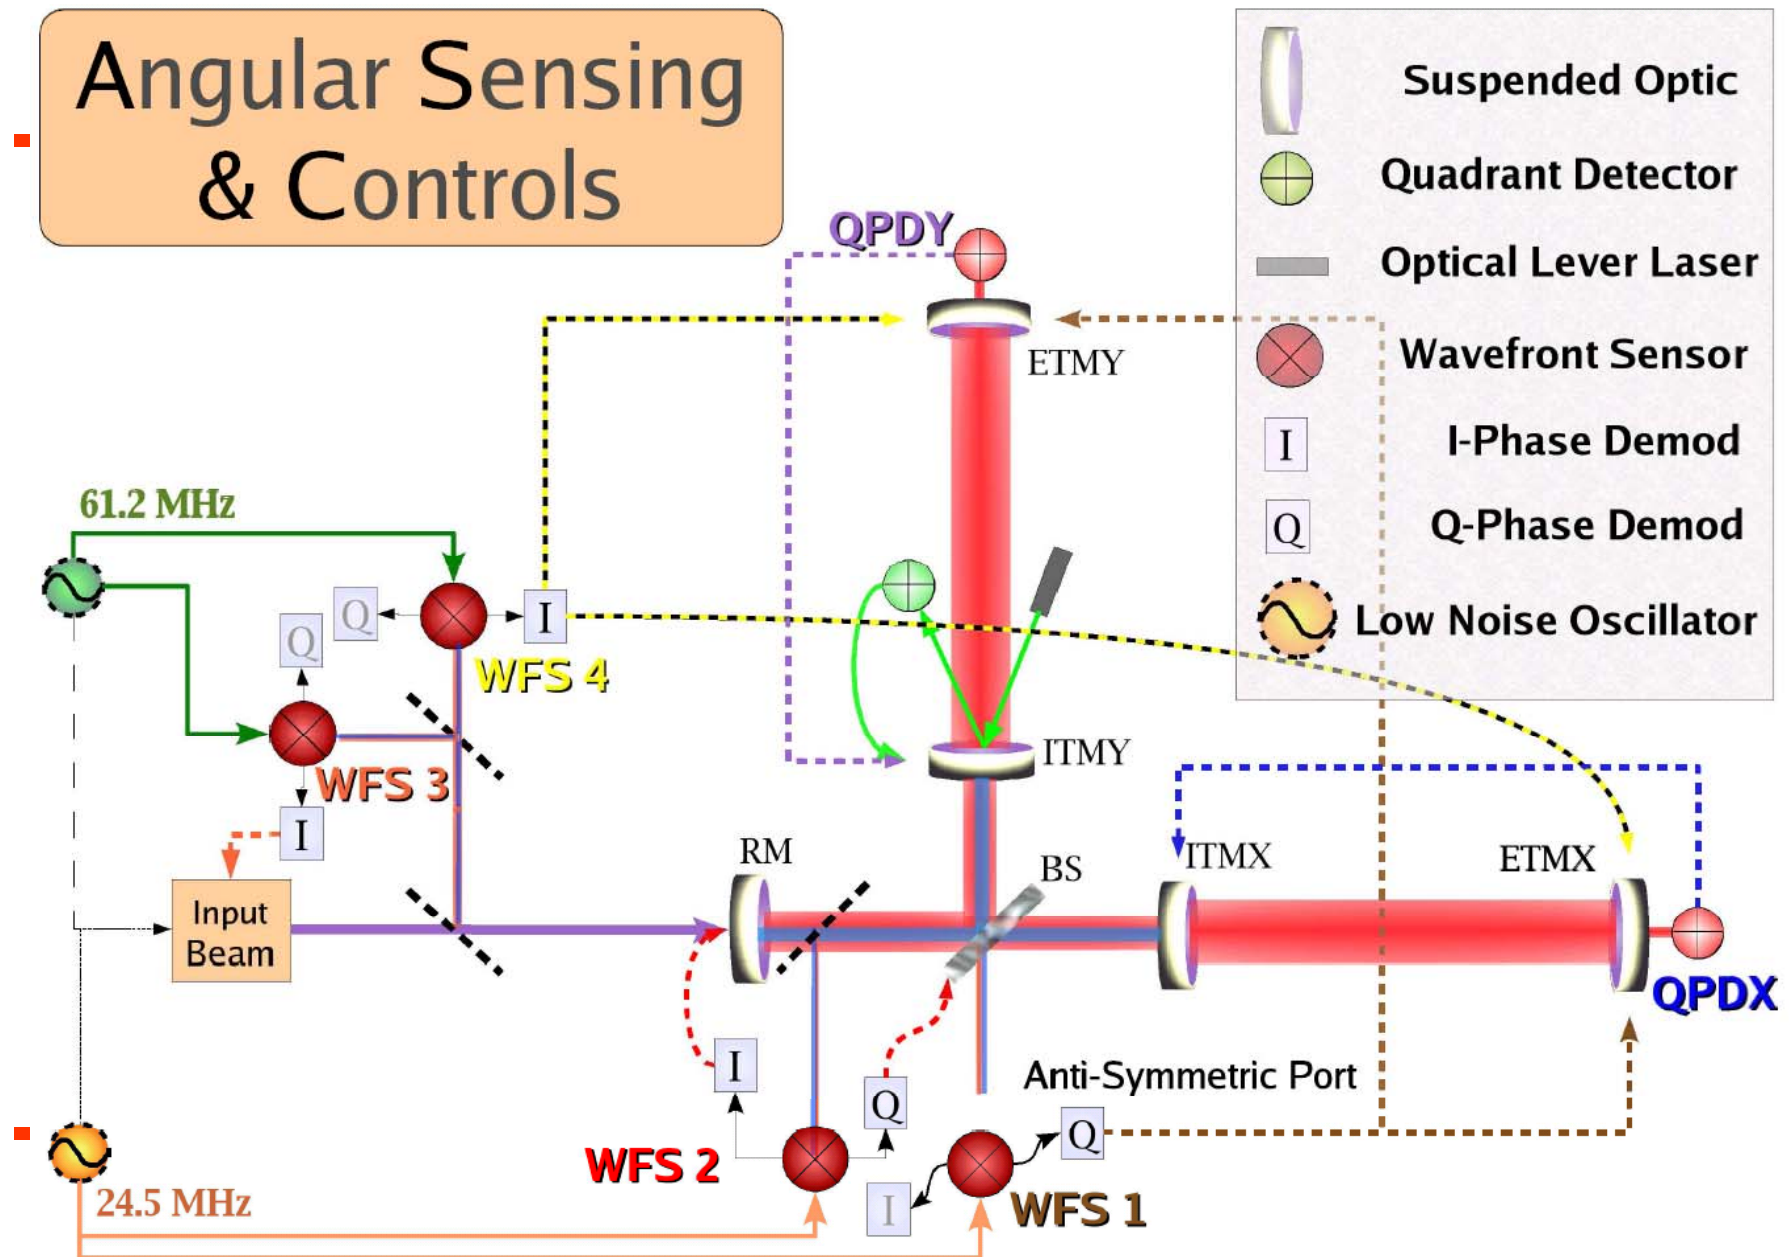 Angular Sensing
& Controls
Suspended Optic
Quadrant Detector
Optical Lever Laser
Wavefront Sensor
I
I-Phase Demod
Q
Q-Phase Demod
Low Noise Oscillator
QPDY
ETMY
61.2 MHz
Q
I
Q
WFS 4
WFS 3
I
ITMY
RM
BS
ITMX
ETMX
Input
Beam
QPDX
I
Q
Anti-Symmetric Port
Q
WFS 2
I
WFS 1
24.5 MHz